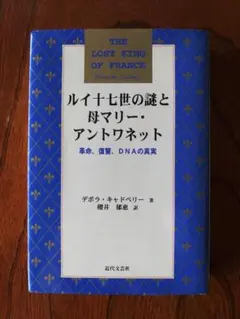 THE
LOST KING
OF FRANCE
ルイ十七世の謎と
母マリー・
アントワネット
革命、復讐、DNAの真実
デボラ・キャドベリー 著
櫻井 郁恵 訳
近代文芸社